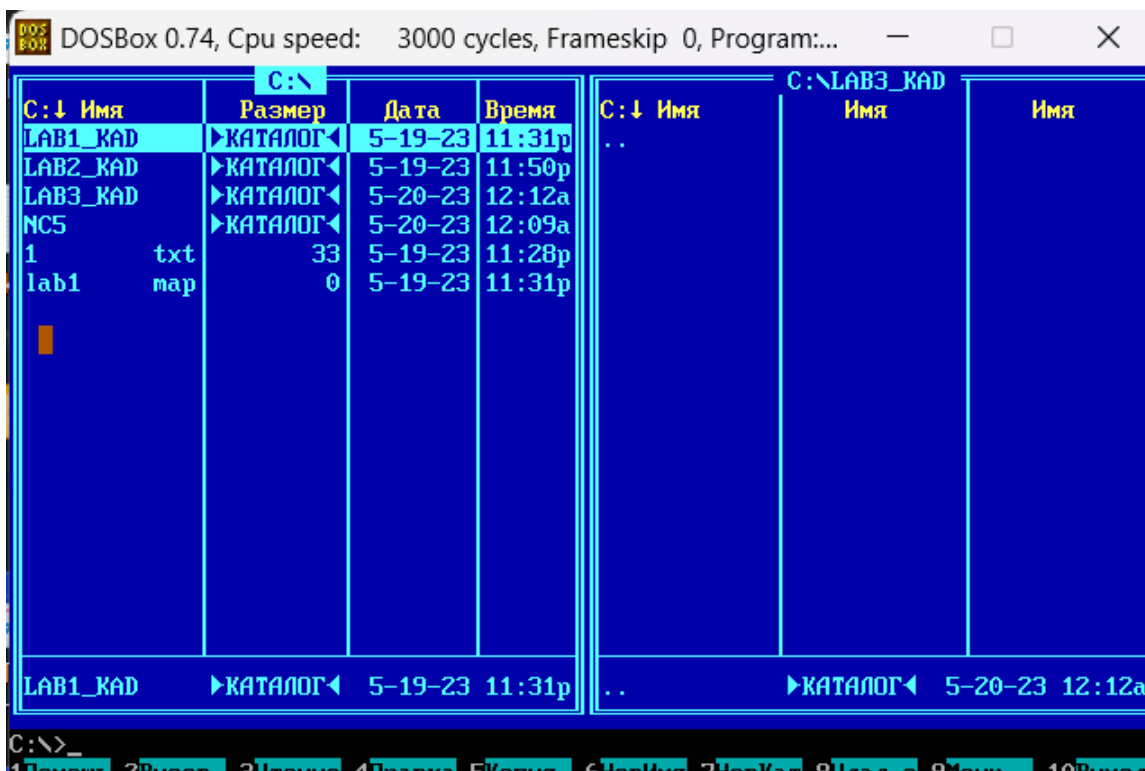 DOS
BOX
DOSBox 0.74, Cpu speed: 3000 cycles, Frameskip 0, Program:...
C:\ C:\LAB3_KAD
C:↓ Имя Размер Дата Время C:↓ Имя Имя Имя
LAB1_KAD ►КАТАЛОГ◄ 5-19-23 11:31p ..
LAB2_KAD ►КАТАЛОГ◄ 5-19-23 11:50p
LAB3_KAD ►КАТАЛОГ◄ 5-20-23 12:12a
NC5 ►КАТАЛОГ◄ 5-20-23 12:09a
1 txt 33 5-19-23 11:28p
lab1 map 0 5-19-23 11:31p
LAB1_KAD ►КАТАЛОГ◄ 5-19-23 11:31p .. ►КАТАЛОГ◄ 5-20-23 12:12a
C:\>_